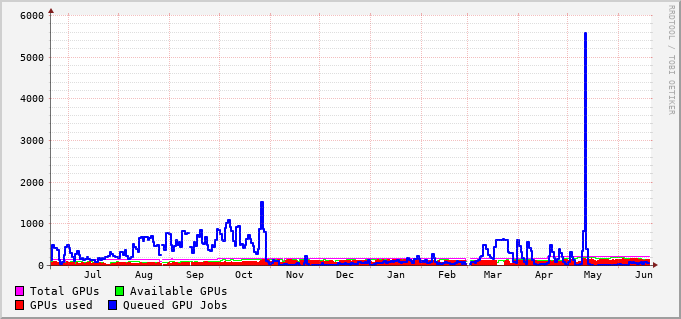 6000
5000
4000
3000
2000
1000
0
Jul Aug Sep Oct Nov Dec Jan Feb Mar Apr May Jun
Total GPUs Available GPUs
GPUs used Queued GPU Jobs
RRDTOOL / TOBI OETIKER